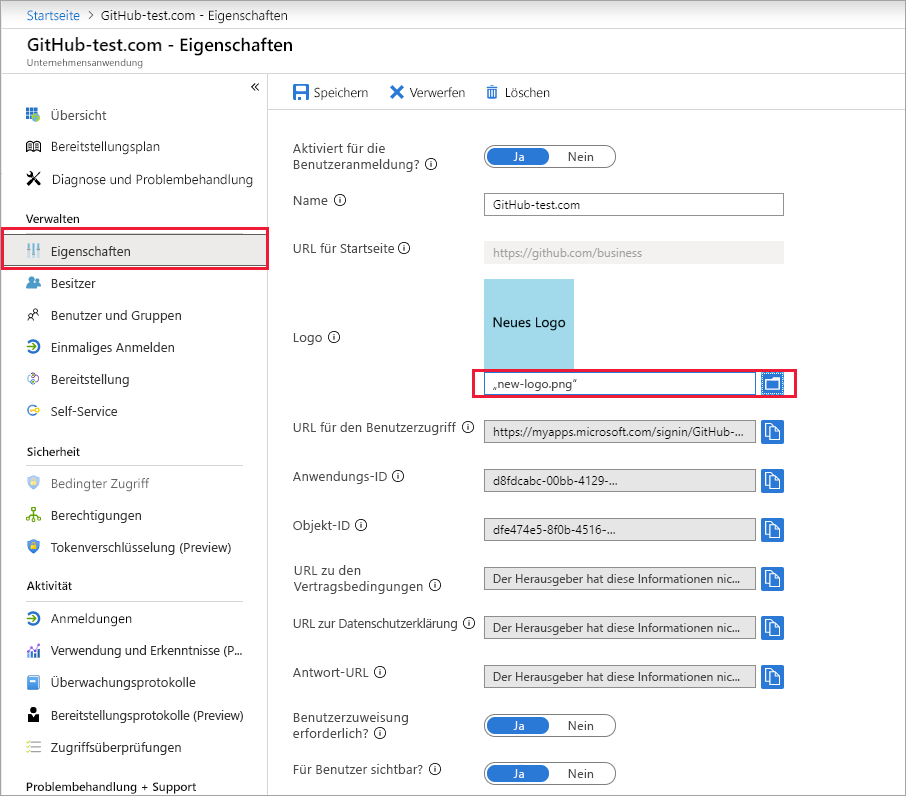 Startseite > GitHub-test.com - Eigenschaften
GitHub-test.com - Eigenschaften
Unternehmensanwendung
«
Übersicht
Bereitstellungsplan
Diagnose und Problembehandlung
Verwalten
Eigenschaften
Besitzer
Benutzer und Gruppen
Einmaliges Anmelden
Bereitstellung
Self-Service
Sicherheit
Bedingter Zugriff
Berechtigungen
Tokenverschlüsselung (Preview)
Aktivität
Anmeldungen
Verwendung und Erkenntnisse (P...
Überwachungsprotokolle
Bereitstellungsprotokolle (Preview)
Zugriffsüberprüfungen
Problembehandlung + Support
Speichern Verwerfen Löschen
Aktiviert für die
Benutzeranmeldung?
Ja Nein
Name
GitHub-test.com
URL für Startseite
https://github.com/business
Logo
Neues Logo
„new-logo.png“
URL für den Benutzerzugriff
https://myapps.microsoft.com/signin/GitHub-...
Anwendungs-ID
d8fdcabc-00bb-4129-...
Objekt-ID
dfe474e5-8f0b-4516-...
URL zu den
Vertragsbedingungen
Der Herausgeber hat diese Informationen nic...
URL zur Datenschutzerklärung
Der Herausgeber hat diese Informationen nic...
Antwort-URL
Der Herausgeber hat diese Informationen nic...
Benutzerzuweisung
erforderlich?
Ja Nein
Für Benutzer sichtbar?
Ja Nein